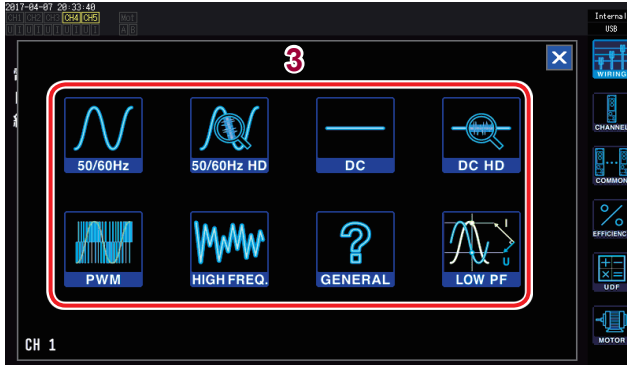 2017-04-07 20:33:40
CH1 CH2 CH3 CH4 CH5 Mot
U I U I U I U I U I A B
Internal
USB
3
50/60Hz
50/60Hz HD
DC
DC HD
PWM
HIGH FREQ.
GENERAL
I
U
LOW PF
CH 1
WIRING
CHANNEL
COMMON
EFFICIENC
UDF
MOTOR